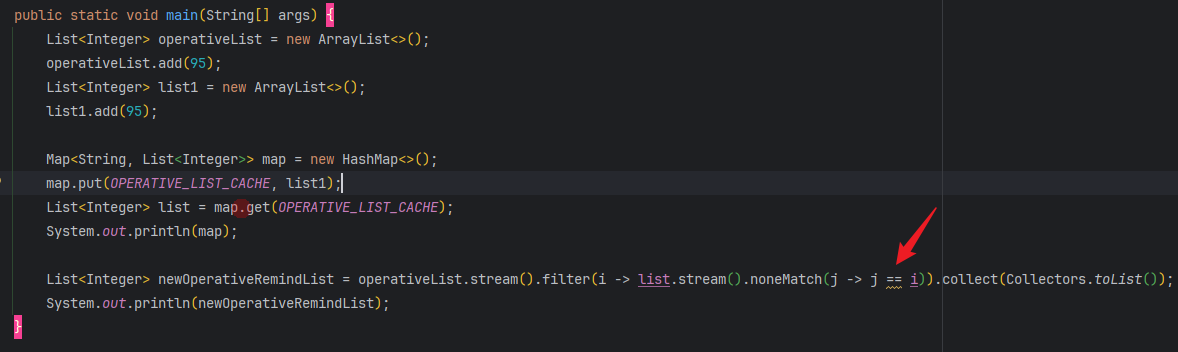 public static void main(String[] args) {
    List<Integer> operativeList = new ArrayList<>();
    operativeList.add(95);
    List<Integer> list1 = new ArrayList<>();
    list1.add(95);

    Map<String, List<Integer>> map = new HashMap<>();
    map.put(OPERATIVE_LIST_CACHE, list1);
    List<Integer> list = map.get(OPERATIVE_LIST_CACHE);
    System.out.println(map);

    List<Integer> newOperativeRemindList = operativeList.stream().filter(i -> list.stream().noneMatch(j -> j == i)).collect(Collectors.toList());
    System.out.println(newOperativeRemindList);
}